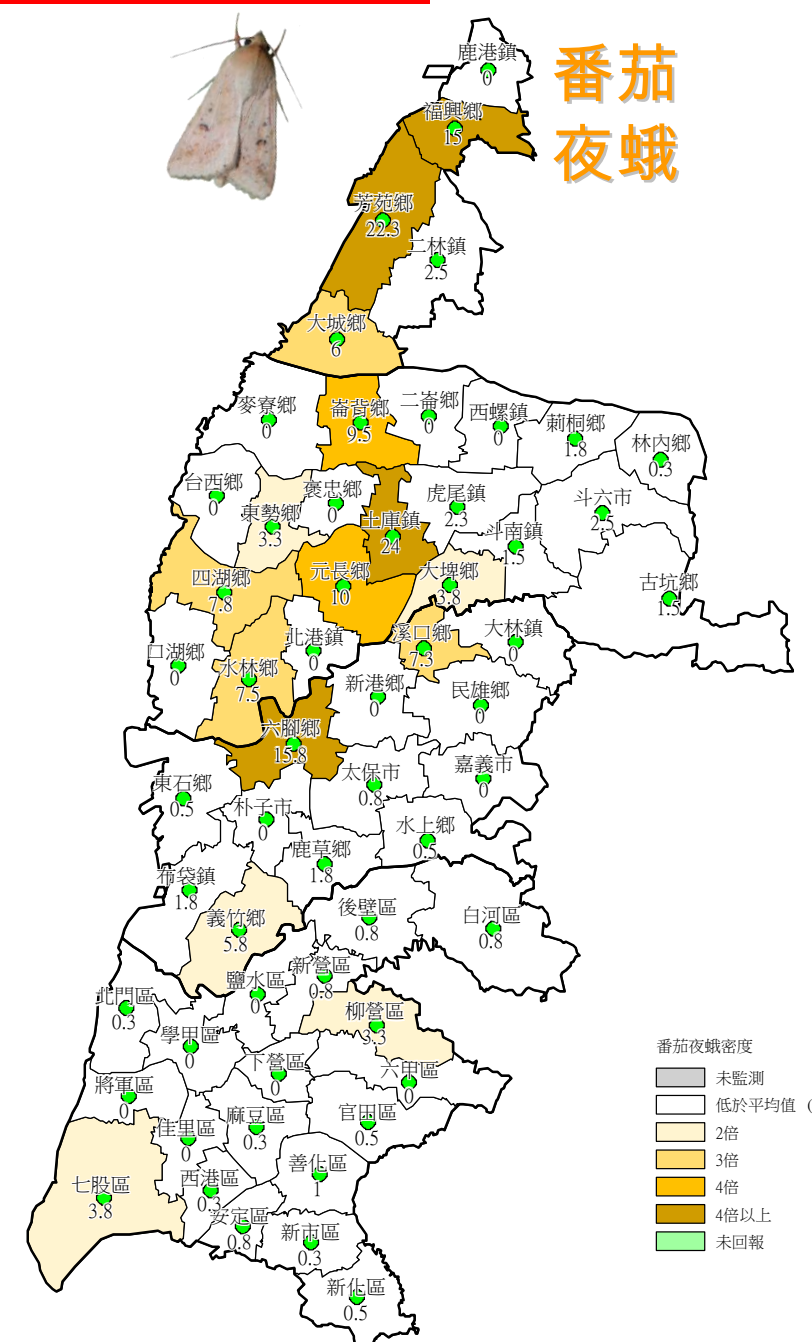 番茄
夜蛾
鹿港鎮
0
福興鄉
15
芳苑鄉
22.3
二林鎮
2.5
大城鄉
6
麥寮鄉
0
崙背鄉
9.5
二崙鄉
0
西螺鎮
0
莿桐鄉
1.8
林內鄉
0.3
台西鄉
0
東勢鄉
3.3
褒忠鄉
0
土庫鎮
24
虎尾鎮
2.3
斗南鎮
1.5
斗六市
2.5
四湖鄉
7.8
元長鄉
10
大埤鄉
3.8
古坑鄉
1.5
口湖鄉
0
水林鄉
7.5
北港鎮
0
溪口鄉
7.3
大林鎮
0
新港鄉
0
民雄鄉
0
六腳鄉
15.8
東石鄉
0.5
朴子市
0
太保市
0.8
嘉義市
0
水上鄉
0.5
鹿草鄉
1.8
布袋鎮
1.8
義竹鄉
5.8
後壁區
0.8
白河區
0.8
新營區
0.8
鹽水區
0
柳營區
3.3
北門區
0.3
學甲區
0
下營區
0
六甲區
0
將軍區
0
佳里區
0
麻豆區
0.3
官田區
0.5
七股區
3.8
西港區
0.3
善化區
1
安定區
0.8
新市區
0.3
新化區
0.5
番茄夜蛾密度
未監測
低於平均值 (
2倍
3倍
4倍
4倍以上
未回報